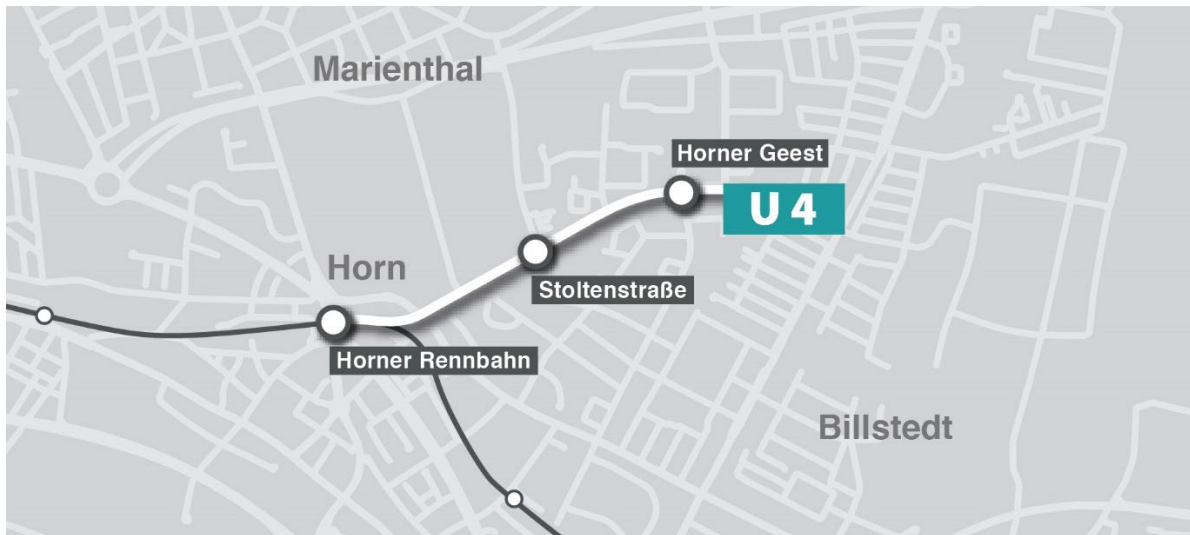 Marienthal
Horner Geest
U 4
Horn
Stoltenstraße
Horner Rennbahn
Billstedt